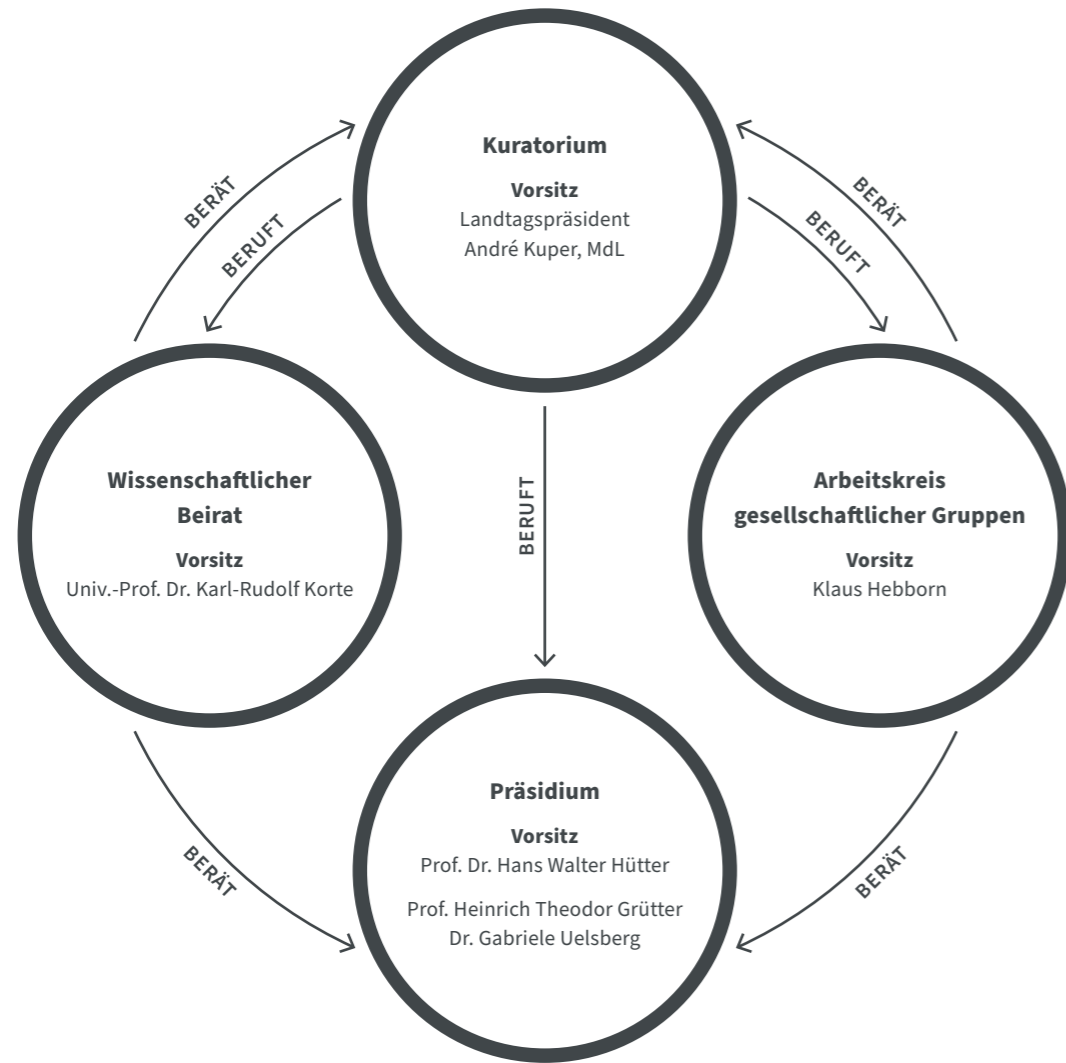 Kuratorium
Vorsitz
Landtagspräsident
André Kuper, MdL
BERÄT
BERUFT
BERÄT
BERUFT
Wissenschaftlicher
Beirat
Vorsitz
Univ.-Prof. Dr. Karl-Rudolf Korte
BERUFT
Arbeitskreis
gesellschaftlicher Gruppen
Vorsitz
Klaus Hebborn
Präsidium
Vorsitz
Prof. Dr. Hans Walter Hütter
Prof. Heinrich Theodor Grütter
Dr. Gabriele Uelsberg
BERÄT
BERÄT